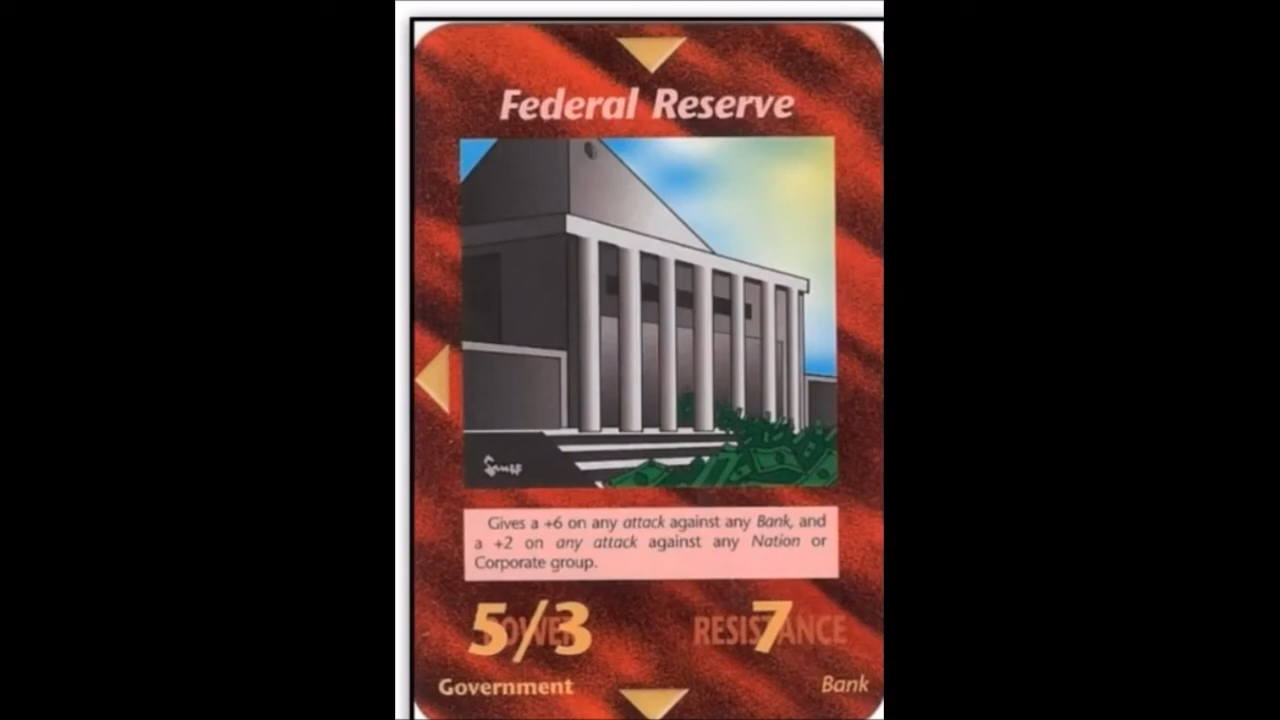 Federal Reserve
Gives a +6 on any attack against any Bank, and
a +2 on any attack against any Nation or
Corporate group.
5/3 POWER
RESISTANCE 7
Government
Bank